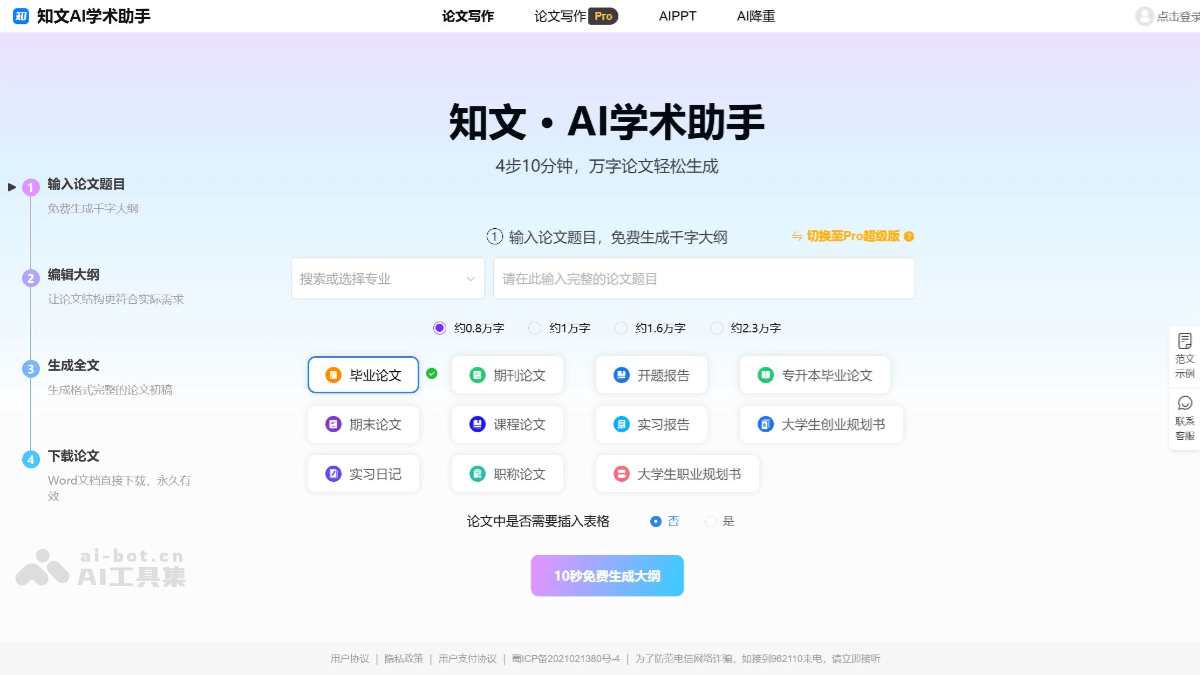 知 知文AI学术助手
论文写作 论文写作 Pro AIPPT AI降重
点击登录
知文・AI学术助手
4步10分钟，万字论文轻松生成
1 输入论文题目
免费生成千字大纲
2 编辑大纲
让论文结构更符合实际需求
3 生成全文
生成格式完整的论文初稿
4 下载论文
Word文档直接下载，永久有
效
① 输入论文题目，免费生成千字大纲
切换至Pro超级版 ?
搜索或选择专业
请在此输入完整的论文题目
约0.8万字 约1万字 约1.6万字 约2.3万字
毕业论文 期刊论文 开题报告 专升本毕业论文
期末论文 课程论文 实习报告 大学生创业规划书
实习日记 职称论文 大学生职业规划书
论文中是否需要插入表格 否 是
10秒免费生成大纲
范文
示例
联系
客服
ai-bot.cn
AI工具集
用户协议 | 隐私政策 | 用户支付协议 | 蜀ICP备2021021380号-4 | 为了防范电信网络诈骗，如接到962110来电，请立即接听